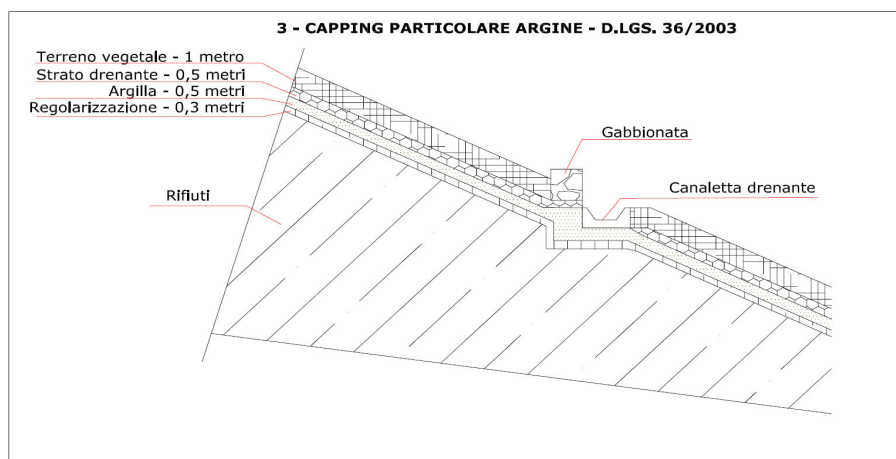 3 - CAPPING PARTICOLARE ARGINE - D.LGS. 36/2003
Terreno vegetale - 1 metro
Strato drenante - 0,5 metri
Argilla - 0,5 metri
Regolarizzazione - 0,3 metri
Gabbionata
Canaletta drenante
Rifiuti